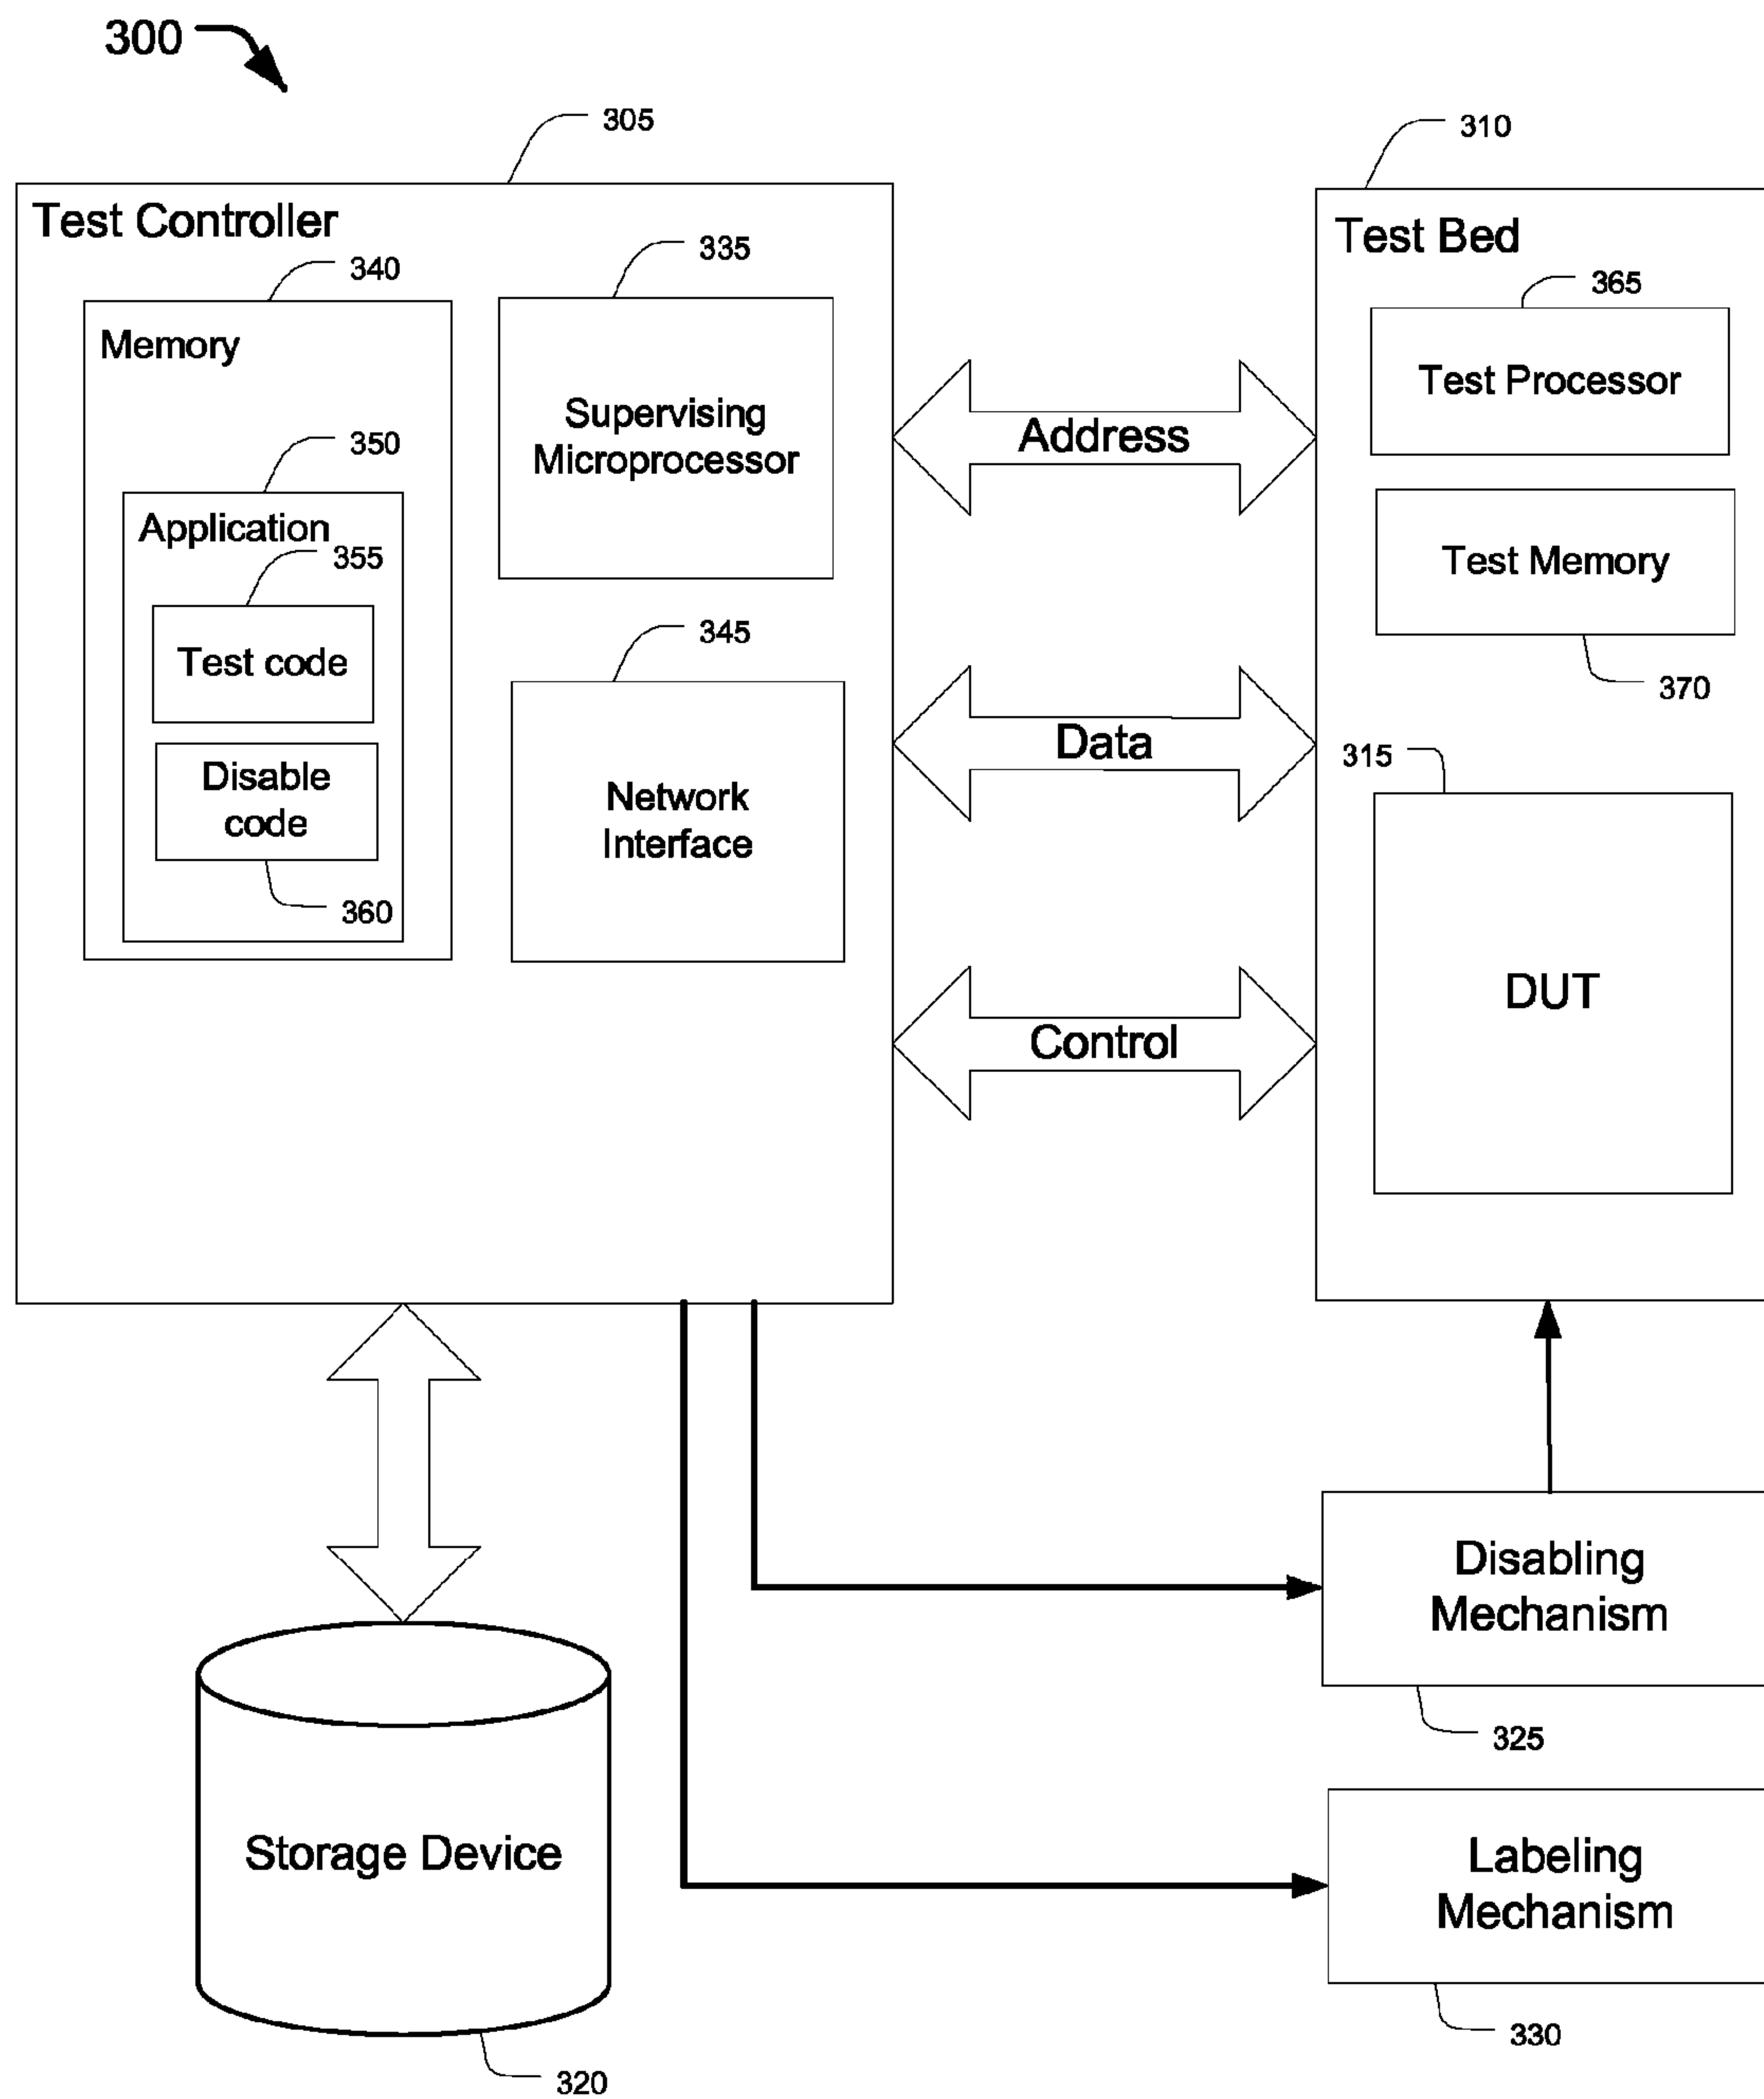 300
305
310
Test Controller
Test Bed
340
335
365
Memory
Test Processor
Supervising
Microprocessor
Address
350
Application
355
Test code
Test Memory
370
345
Disable
code
360
Network
Interface
Data
315
DUT
Control
Disabling
Mechanism
325
Storage Device
320
Labeling
Mechanism
330